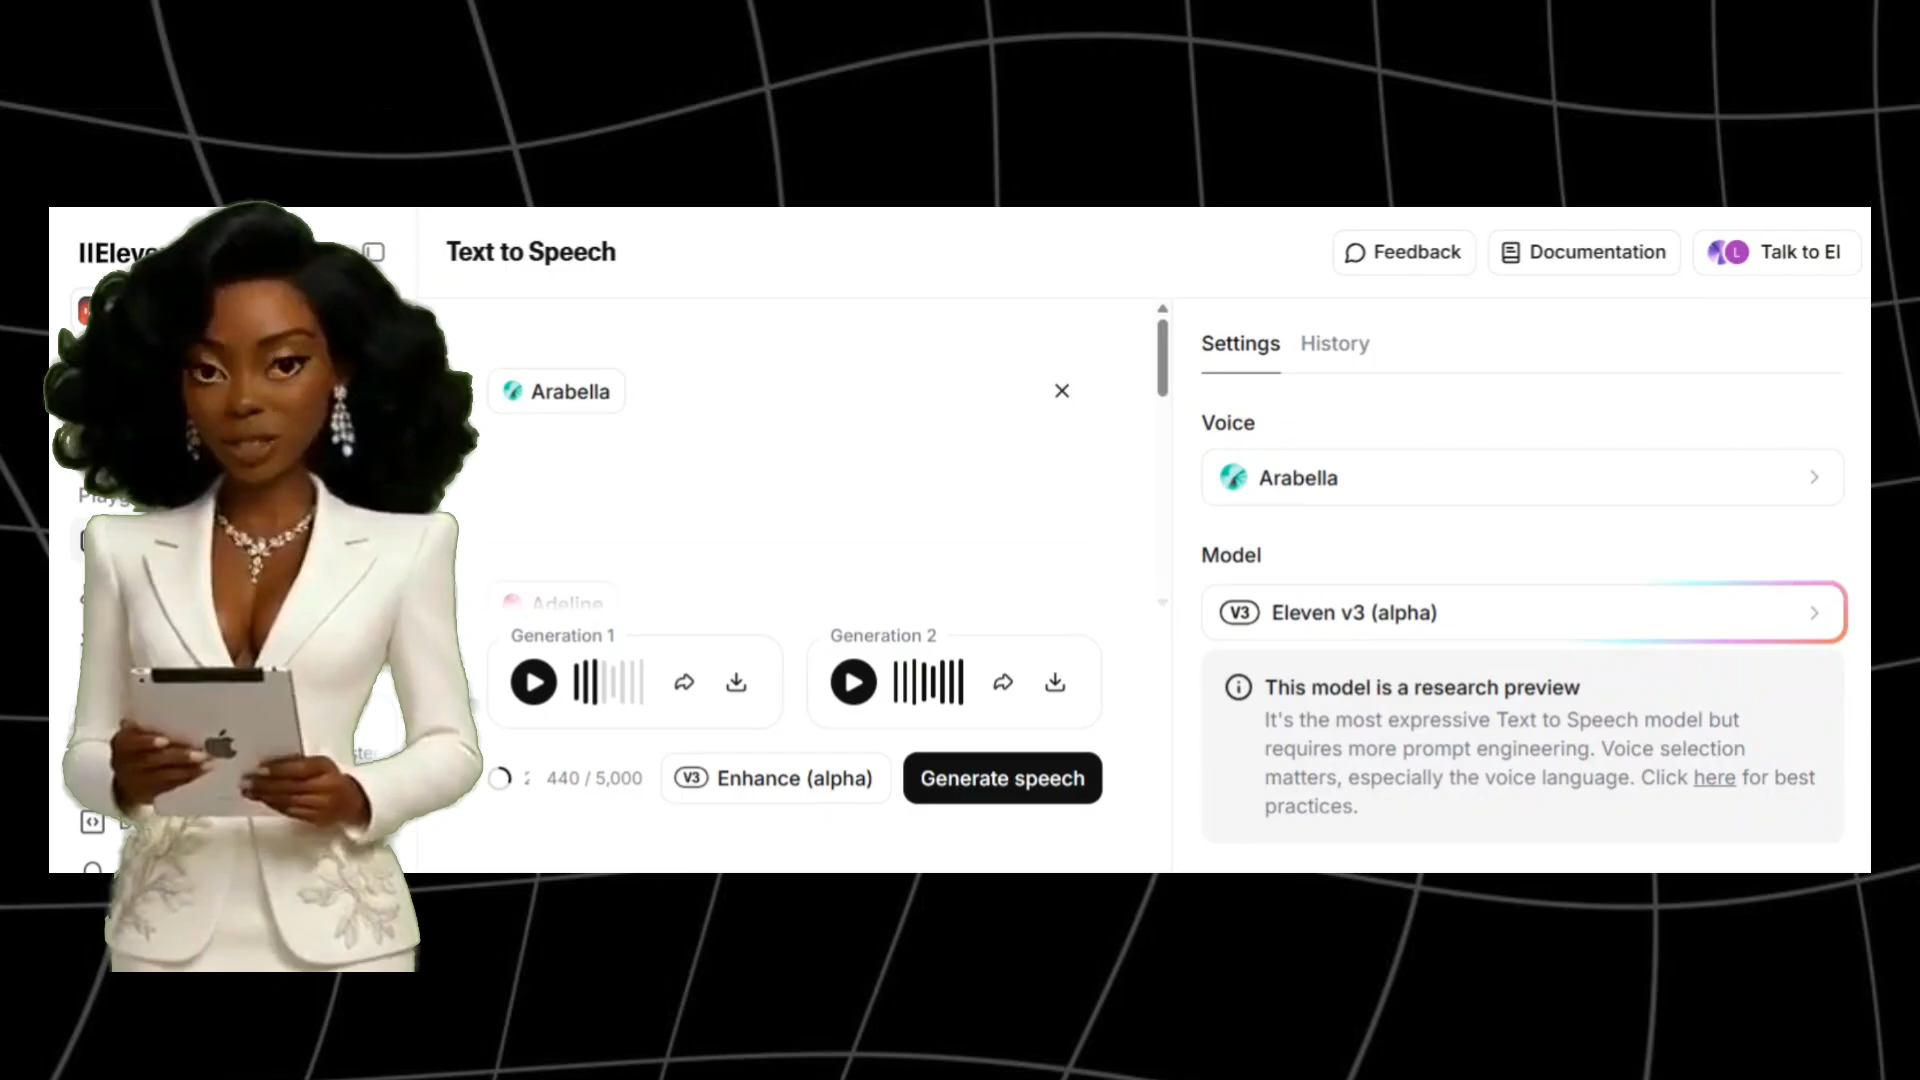 Text to Speech
Feedback
Documentation
L
Talk to El
Arabella
Adeline
Generation 1
Generation 2
440 / 5,000
V3 Enhance (alpha)
Generate speech
Settings
History
Voice
Arabella
Model
V3 Eleven v3 (alpha)
This model is a research preview
It's the most expressive Text to Speech model but
requires more prompt engineering. Voice selection
matters, especially the voice language. Click here for best
practices.